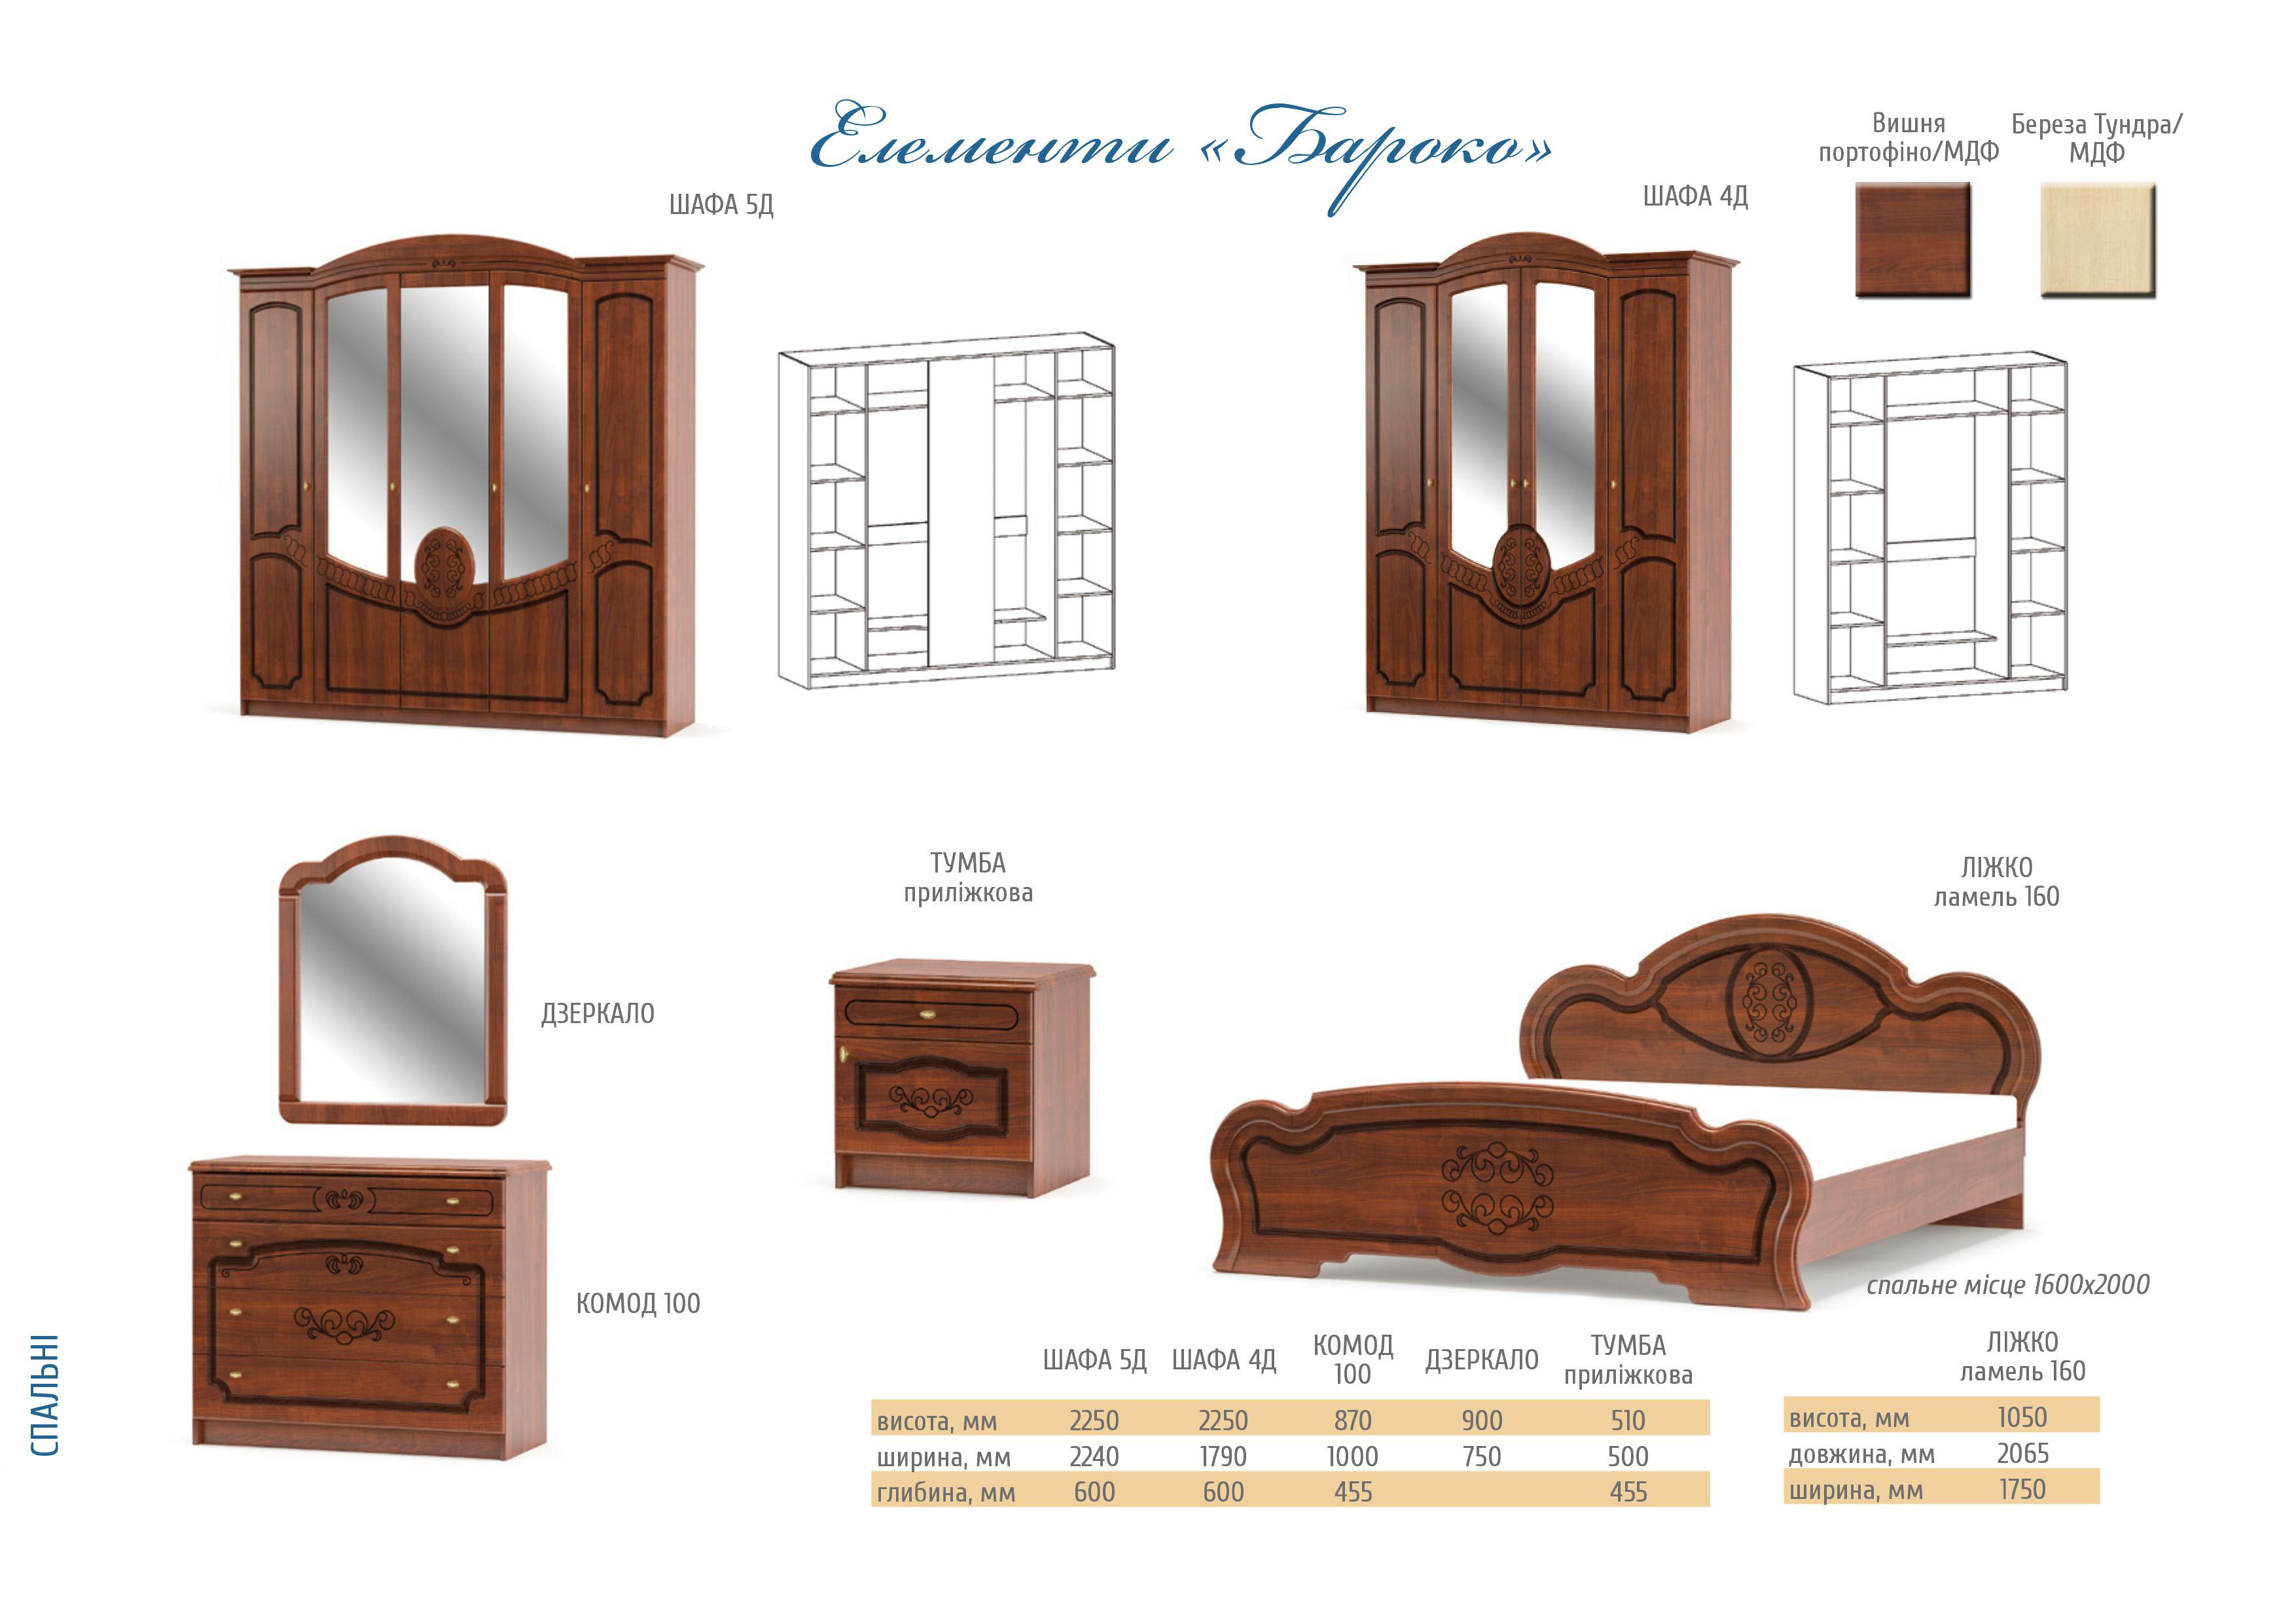 Елементи «Бароко»
Вишня
портофіно/МДФ
Береза Тундра/
МДФ
ШАФА 5Д
ШАФА 4Д
ТУМБА
приліжкова
ЛІЖКО
ламель 160
ДЗЕРКАЛО
КОМОД 100
спальне місце 1600х2000
СПАЛЬНІ
ШАФА 5Д ШАФА 4Д КОМОД 100 ДЗЕРКАЛО ТУМБА приліжкова
висота, мм 2250 2250 870 900 510
ширина, мм 2240 1790 1000 750 500
глибина, мм 600 600 455 455
ЛІЖКО
ламель 160
висота, мм 1050
довжина, мм 2065
ширина, мм 1750